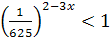 (1/625)^(2−3x) < 1